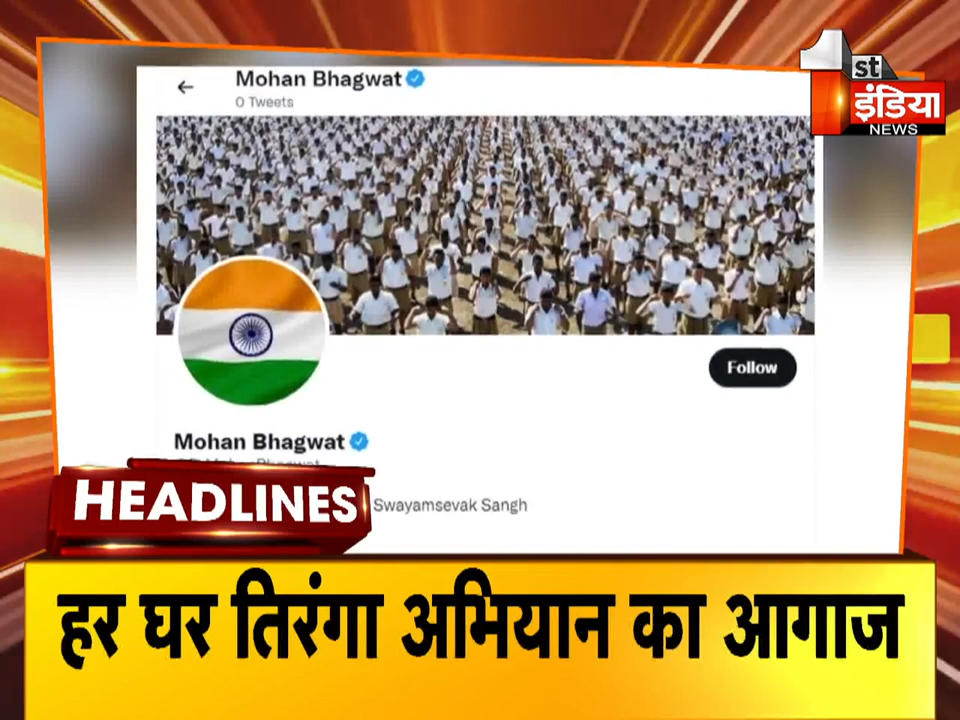 1st
इंडिया
NEWS
Mohan Bhagwat
0 Tweets
Follow
Mohan Bhagwat
Swayamsevak Sangh
HEADLINES
हर घर तिरंगा अभियान का आगाज